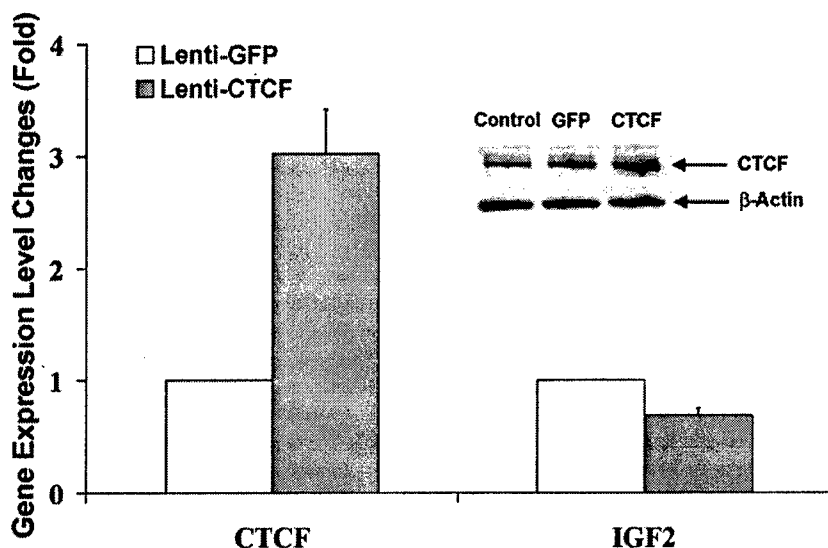 Gene Expression Level Changes (Fold)
4
3
2
1
0
Lenti-GFP
Lenti-CTCF
Control GFP CTCF
CTCF
β-Actin
CTCF IGF2